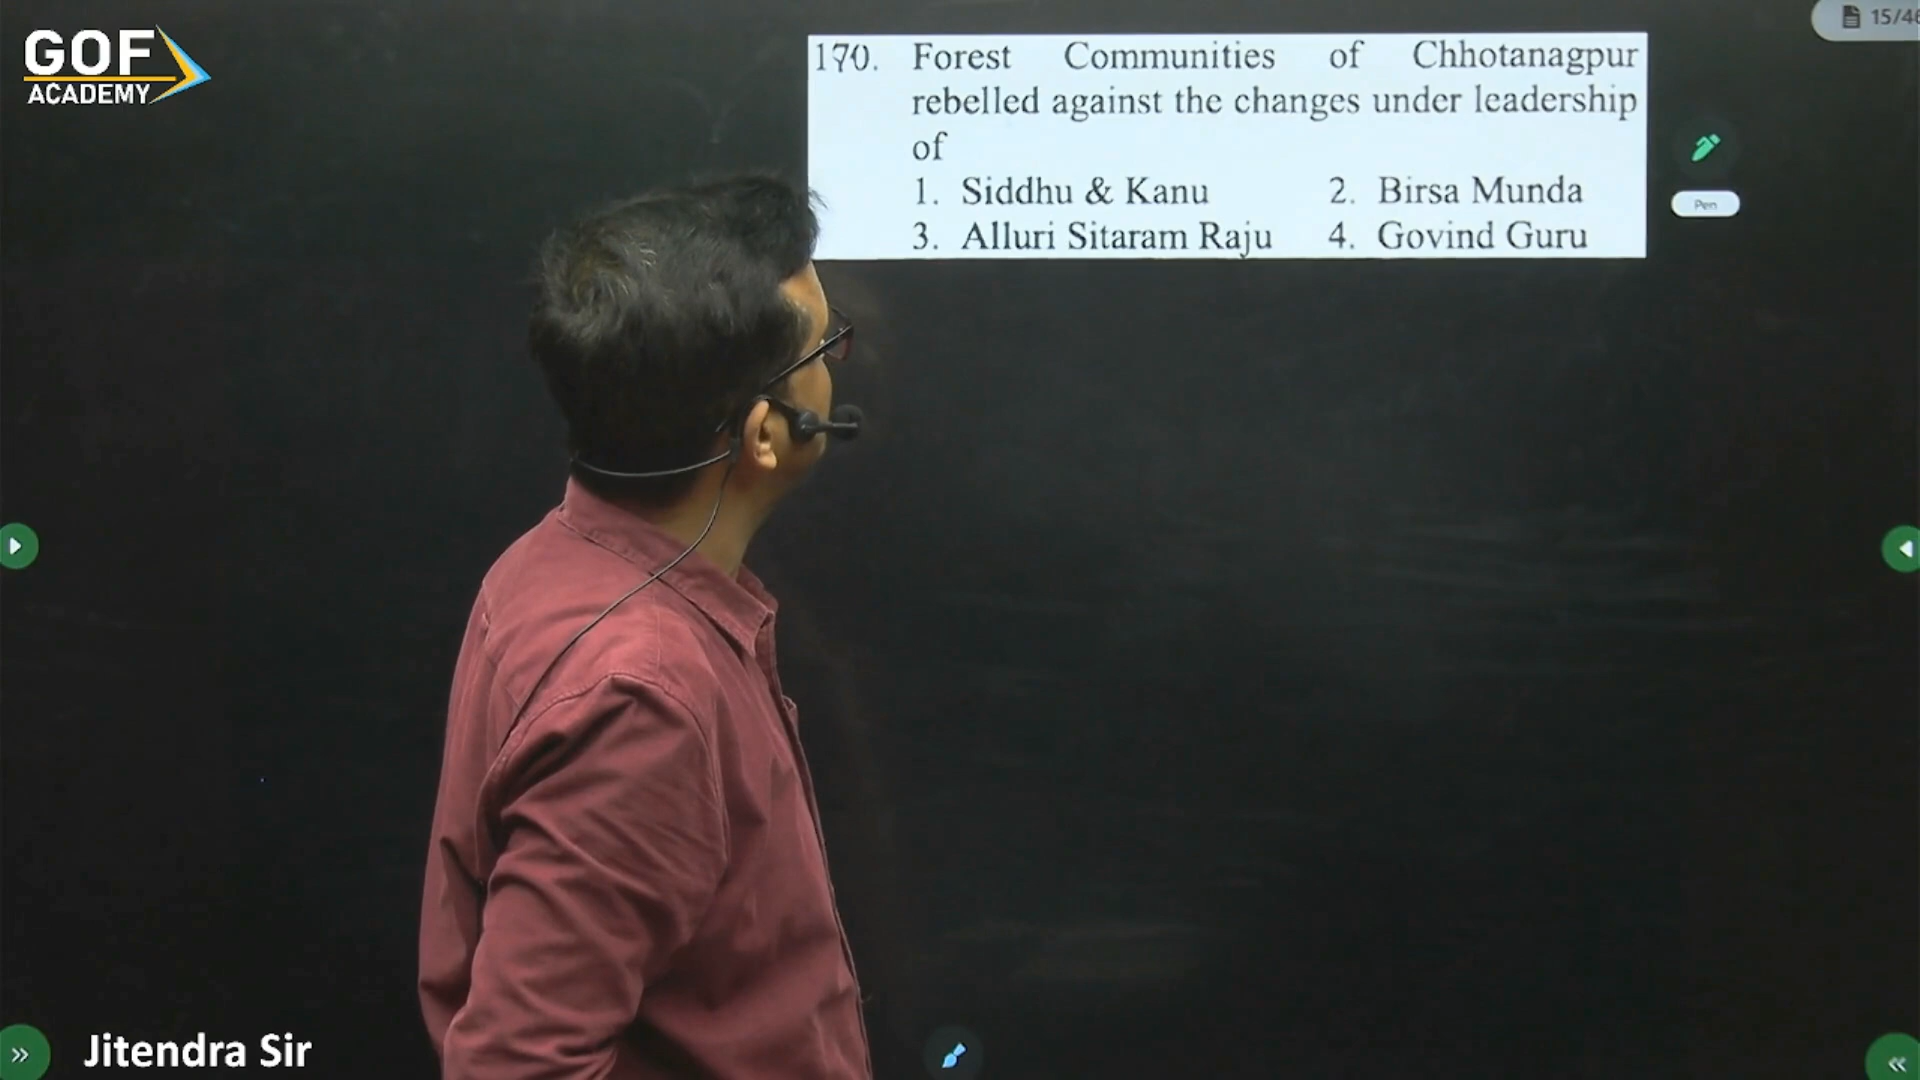 GOF
ACADEMY
15/46
170. Forest Communities of Chhotanagpur
rebelled against the changes under leadership
of
1. Siddhu & Kanu 2. Birsa Munda
3. Alluri Sitaram Raju 4. Govind Guru
Pen
Jitendra Sir